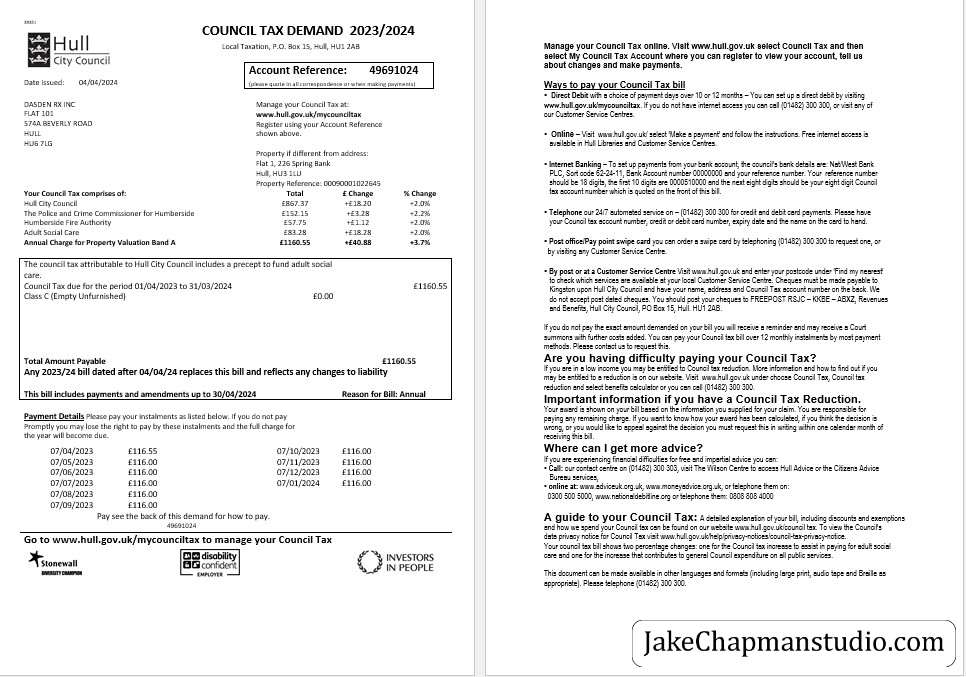 COUNCIL TAX DEMAND 2023/2024
Local Taxation, P.O. Box 15, Hull, HU1 2AB
Hull
City Council
Account Reference: 49691024
(please quote in all correspondence or when making payments)
Date Issued: 04/04/2024
DASDEN RX INC
FLAT 101
574A BEVERLY ROAD
HULL
HU6 7LG
Manage your Council Tax at:
www.hull.gov.uk/mycounciltax
Register using your Account Reference
shown above.
Property if different from address:
Flat 1, 226 Spring Bank
Hull, HU3 1LU
Property Reference: 00090001022645
Your Council Tax comprises of: Total £ Change % Change
Hull City Council £867.37 +£18.20 +2.0%
The Police and Crime Commissioner for Humberside £152.15 +£3.28 +2.2%
Humberside Fire Authority £57.75 +£1.12 +2.0%
Adult Social Care £83.28 +£18.28 +2.0%
Annual Charge for Property Valuation Band A £1160.55 +£40.88 +3.7%
The council tax attributable to Hull City Council includes a precept to fund adult social
care.
Council Tax due for the period 01/04/2023 to 31/03/2024 £1160.55
Class C (Empty Unfurnished) £0.00
Total Amount Payable £1160.55
Any 2023/24 bill dated after 04/04/24 replaces this bill and reflects any changes to liability
This bill includes payments and amendments up to 30/04/2024 Reason for Bill: Annual
Payment Details Please pay your instalments as listed below. If you do not pay
Promptly you may lose the right to pay by these instalments and the full charge for
the year will become due.
07/04/2023 £116.55 07/10/2023 £116.00
07/05/2023 £116.00 07/11/2023 £116.00
07/06/2023 £116.00 07/12/2023 £116.00
07/07/2023 £116.00 07/01/2024 £116.00
07/08/2023 £116.00
07/09/2023 £116.00
Pay see the back of this demand for how to pay.
49691024
Go to www.hull.gov.uk/mycounciltax to manage your Council Tax
Stonewall
DIVERSITY CHAMPION
disability
confident
EMPLOYER
INVESTORS
IN PEOPLE
Manage your Council Tax online. Visit www.hull.gov.uk select Council Tax and then
select My Council Tax Account where you can register to view your account, tell us
about changes and make payments.
Ways to pay your Council Tax bill
• Direct Debit with a choice of payment days over 10 or 12 months – You can set up a direct debit by visiting
www.hull.gov.uk/mycounciltax. If you do not have internet access you can call (01482) 300 300, or visit any of
our Customer Service Centres.
• Online – Visit www.hull.gov.uk/ select 'Make a payment' and follow the instructions. Free internet access is
available in Hull Libraries and Customer Service Centres.
• Internet Banking – To set up payments from your bank account, the council's bank details are: Nat/West Bank
PLC, Sort code 62-24-11, Bank Account number 00000000 and your reference number. Your reference number
should be 18 digits, the first 10 digits are 0000510000 and the next eight digits should be your eight digit Council
tax account number which is quoted on the front of this bill.
• Telephone our 24/7 automated service on – (01482) 300 300 for credit and debit card payments. Please have
your Council tax account number, credit or debit card number, expiry date and the name on the card to hand.
• Post office/Pay point swipe card you can order a swipe card by telephoning (01482) 300 300 to request one, or
by visiting any Customer Service Centre.
• By post or at a Customer Service Centre Visit www.hull.gov.uk and enter your postcode under 'Find my nearest'
to check which services are available at your local Customer Service Centre. Cheques must be made payable to
Kingston upon Hull City Council and have your name, address and Council Tax account number on the back. We
do not accept post dated cheques. You should post your cheques to FREEPOST RSJC – KKBE – ABXZ, Revenues
and Benefits, Hull City Council, PO Box 15, Hull. HU1 2AB.
If you do not pay the exact amount demanded on your bill you will receive a reminder and may receive a Court
summons with further costs added. You can pay your Council tax bill over 12 monthly instalments by most payment
methods. Please contact us to request this.
Are you having difficulty paying your Council Tax?
If you are in a low income you may be entitled to Council tax reduction. More information and how to find out if you
may be entitled to a reduction is on our website. Visit www.hull.gov.uk under choose Council Tax, Council tax
reduction and select benefits calculator or you can call (01482) 300 300.
Important information if you have a Council Tax Reduction.
Your award is shown on your bill based on the information you supplied for your claim. You are responsible for
paying any remaining charge. If you want to know how your award has been calculated, if you think the decision is
wrong, or you would like to appeal against the decision you must request this in writing within one calendar month of
receiving this bill.
Where can I get more advice?
If you are experiencing financial difficulties for free and impartial advice you can:
• Call: our contact centre on (01482) 300 303, visit The Wilson Centre to access Hull Advice or the Citizens Advice
Bureau services,
• online at: www.adviceuk.org.uk, www.moneyadvice.org.uk, or telephone them on:
0300 500 5000, www.nationaldebtline.org or telephone them: 0808 808 4000
A guide to your Council Tax: A detailed explanation of your bill, including discounts and exemptions
and how we spend your Council tax can be found on our website www.hull.gov.uk/council tax. To view the Council's
date privacy notice for Council Tax visit www.hull.gov.uk/help/privacy-notices/council-tax-privacy-notice.
Your council tax bill shows two percentage changes: one for the Council tax increase to assist in paying for adult social
care and one for the increase that contributes to general Council expenditure on all public services.
This document can be made available in other languages and formats (including large print, audio tape and Braille as
appropriate). Please telephone (01482) 300 300.
JakeChapmanstudio.com